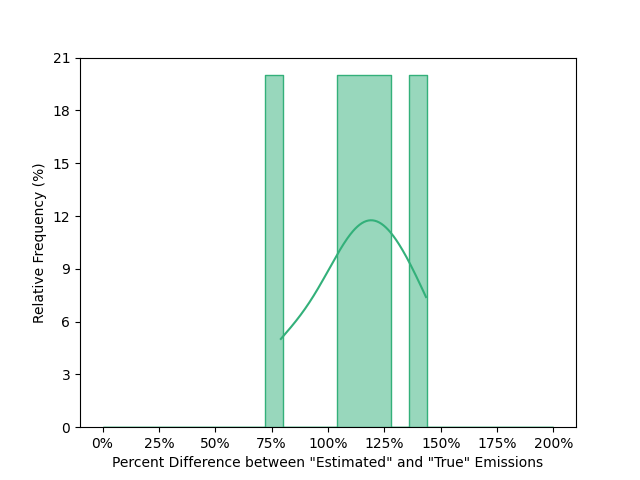 21
18
15
12
9
6
3
0
Relative Frequency (%)
0% 25% 50% 75% 100% 125% 150% 175% 200%
Percent Difference between "Estimated" and "True" Emissions